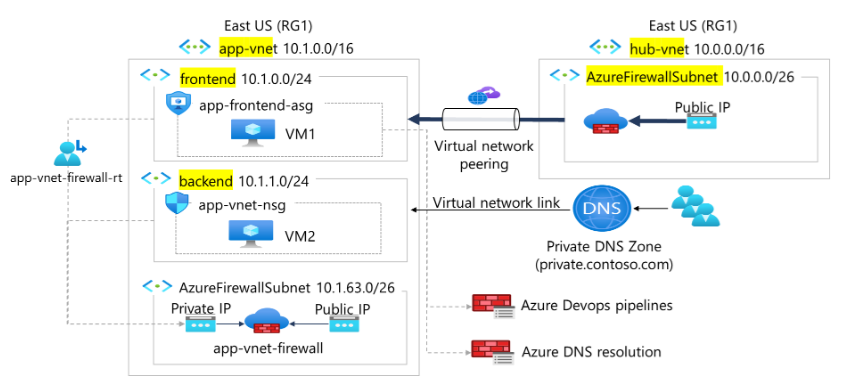 East US (RG1)
app-vnet 10.1.0.0/16
frontend 10.1.0.0/24
app-frontend-asg
VM1
app-vnet-firewall-rt
backend 10.1.1.0/24
app-vnet-nsg
VM2
AzureFirewallSubnet 10.1.63.0/26
Private IP
Public IP
app-vnet-firewall
East US (RG1)
hub-vnet 10.0.0.0/16
AzureFirewallSubnet 10.0.0.0/26
Public IP
Virtual network
peering
Virtual network link
DNS
Private DNS Zone
(private.contoso.com)
Azure Devops pipelines
Azure DNS resolution